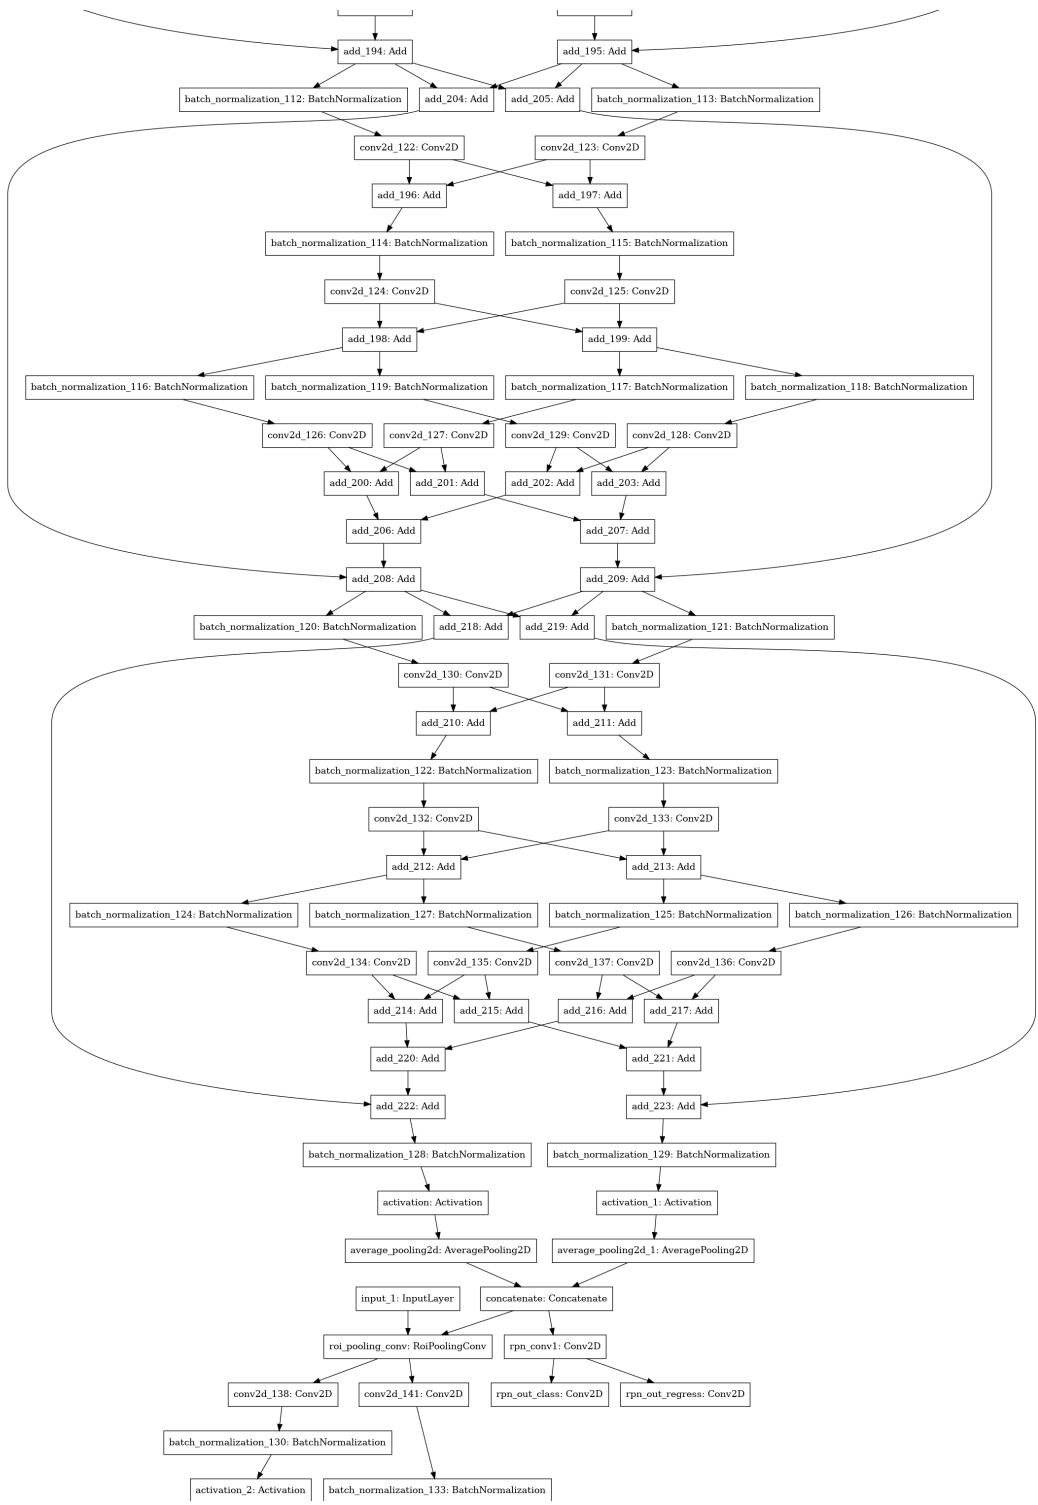 add_194: Add
add_195: Add
batch_normalization_112: BatchNormalization
add_204: Add
add_205: Add
batch_normalization_113: BatchNormalization
conv2d_122: Conv2D
conv2d_123: Conv2D
add_196: Add
add_197: Add
batch_normalization_114: BatchNormalization
batch_normalization_115: BatchNormalization
conv2d_124: Conv2D
conv2d_125: Conv2D
add_198: Add
add_199: Add
batch_normalization_116: BatchNormalization
batch_normalization_119: BatchNormalization
batch_normalization_117: BatchNormalization
batch_normalization_118: BatchNormalization
conv2d_126: Conv2D
conv2d_127: Conv2D
conv2d_129: Conv2D
conv2d_128: Conv2D
add_200: Add
add_201: Add
add_202: Add
add_203: Add
add_206: Add
add_207: Add
add_208: Add
add_209: Add
batch_normalization_120: BatchNormalization
add_218: Add
add_219: Add
batch_normalization_121: BatchNormalization
conv2d_130: Conv2D
conv2d_131: Conv2D
add_210: Add
add_211: Add
batch_normalization_122: BatchNormalization
batch_normalization_123: BatchNormalization
conv2d_132: Conv2D
conv2d_133: Conv2D
add_212: Add
add_213: Add
batch_normalization_124: BatchNormalization
batch_normalization_127: BatchNormalization
batch_normalization_125: BatchNormalization
batch_normalization_126: BatchNormalization
conv2d_134: Conv2D
conv2d_135: Conv2D
conv2d_137: Conv2D
conv2d_136: Conv2D
add_214: Add
add_215: Add
add_216: Add
add_217: Add
add_220: Add
add_221: Add
add_222: Add
add_223: Add
batch_normalization_128: BatchNormalization
batch_normalization_129: BatchNormalization
activation: Activation
activation_1: Activation
average_pooling2d: AveragePooling2D
average_pooling2d_1: AveragePooling2D
input_1: InputLayer
concatenate: Concatenate
roi_pooling_conv: RoiPoolingConv
rpn_conv1: Conv2D
conv2d_138: Conv2D
conv2d_141: Conv2D
rpn_out_class: Conv2D
rpn_out_regress: Conv2D
batch_normalization_130: BatchNormalization
activation_2: Activation
batch_normalization_133: BatchNormalization